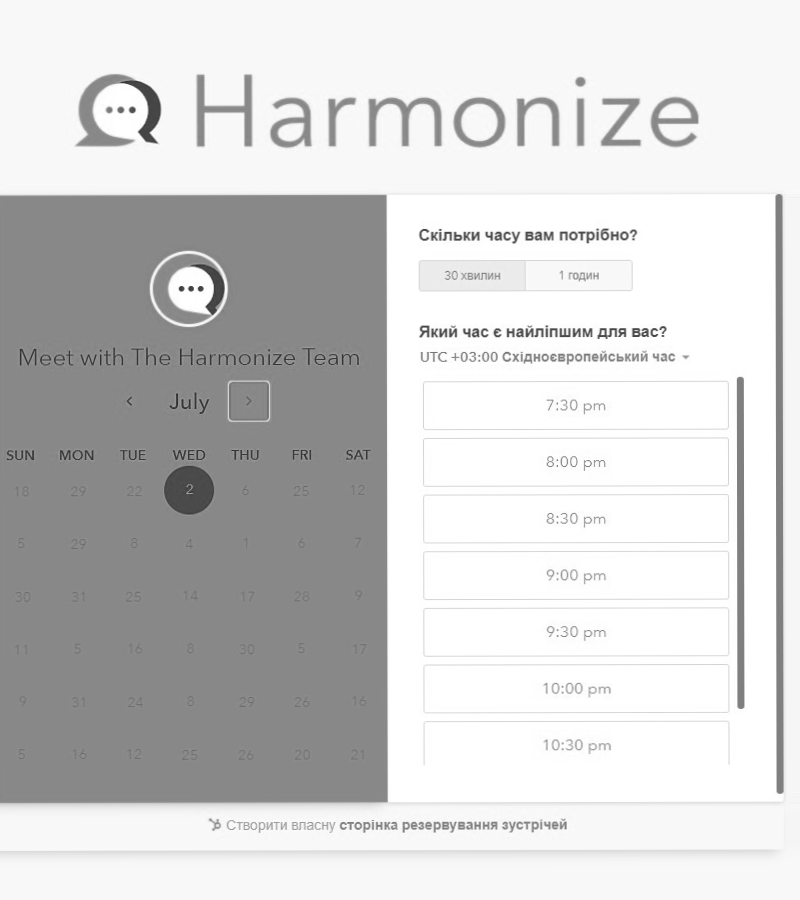 Harmonize
Meet with The Harmonize Team
July
SUN MON TUE WED THU FRI SAT
18 29 22 2 6 25 12
5 29 8 4 1 6 7
30 31 25 14 17 28 9
11 5 16 8 30 5 17
9 31 24 8 29 26 16
5 16 12 25 26 20 21
Скільки часу вам потрібно?
30 хвилин 1 годин
Який час є найліпшим для вас?
UTC +03:00 Східноєвропейський час
7:30 pm
8:00 pm
8:30 pm
9:00 pm
9:30 pm
10:00 pm
10:30 pm
Створити власну сторінка резервування зустрічей